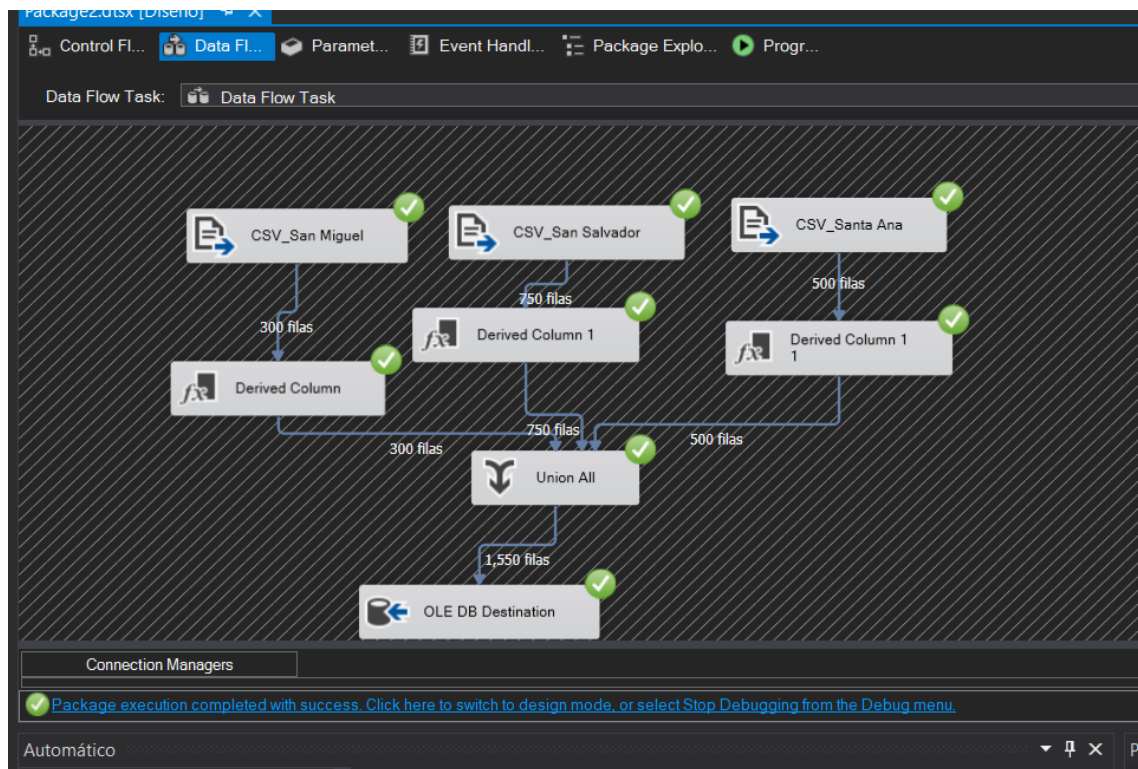 Package2.dtsx [Diseño]
Control Fl... Data Fl... Paramet... Event Handl... Package Explo... Progr...
Data Flow Task: Data Flow Task
CSV_San Miguel
CSV_San Salvador
CSV_Santa Ana
300 filas
750 filas
500 filas
Derived Column
Derived Column 1
Derived Column 1
1
300 filas
750 filas
500 filas
Union All
1,550 filas
OLE DB Destination
Connection Managers
Package execution completed with success. Click here to switch to design mode, or select Stop Debugging from the Debug menu.
Automático